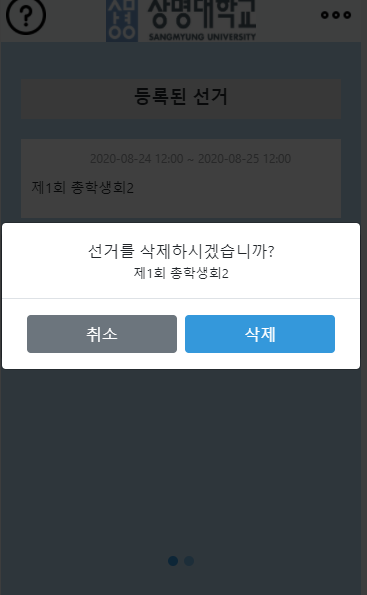 ?
상명
상명대학교
SANGMYUNG UNIVERSITY
등록된 선거
2020-08-24 12:00 ~ 2020-08-25 12:00
제1회 총학생회2
선거를 삭제하시겠습니까?
제1회 총학생회2
취소
삭제